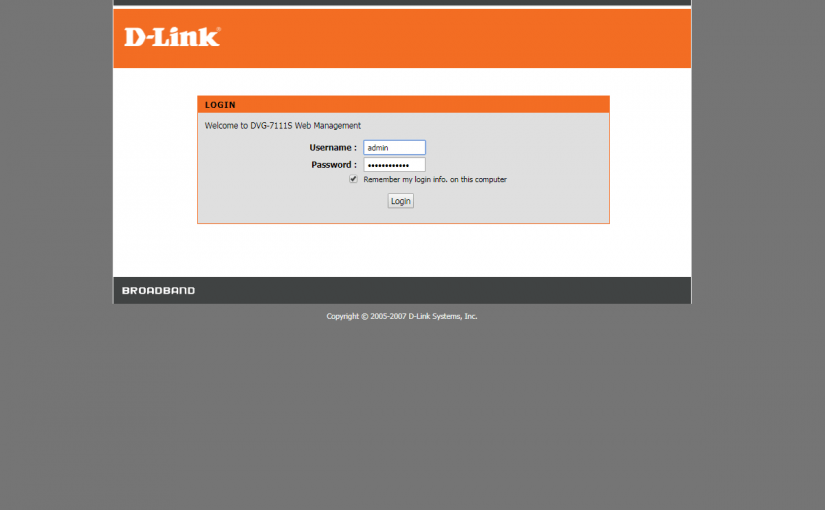 D-Link
LOGIN
Welcome to DVG-7111S Web Management
Username : admin
Password : ••••••••••••
Remember my login info. on this computer
Login
BROADBAND
Copyright © 2005-2007 D-Link Systems, Inc.